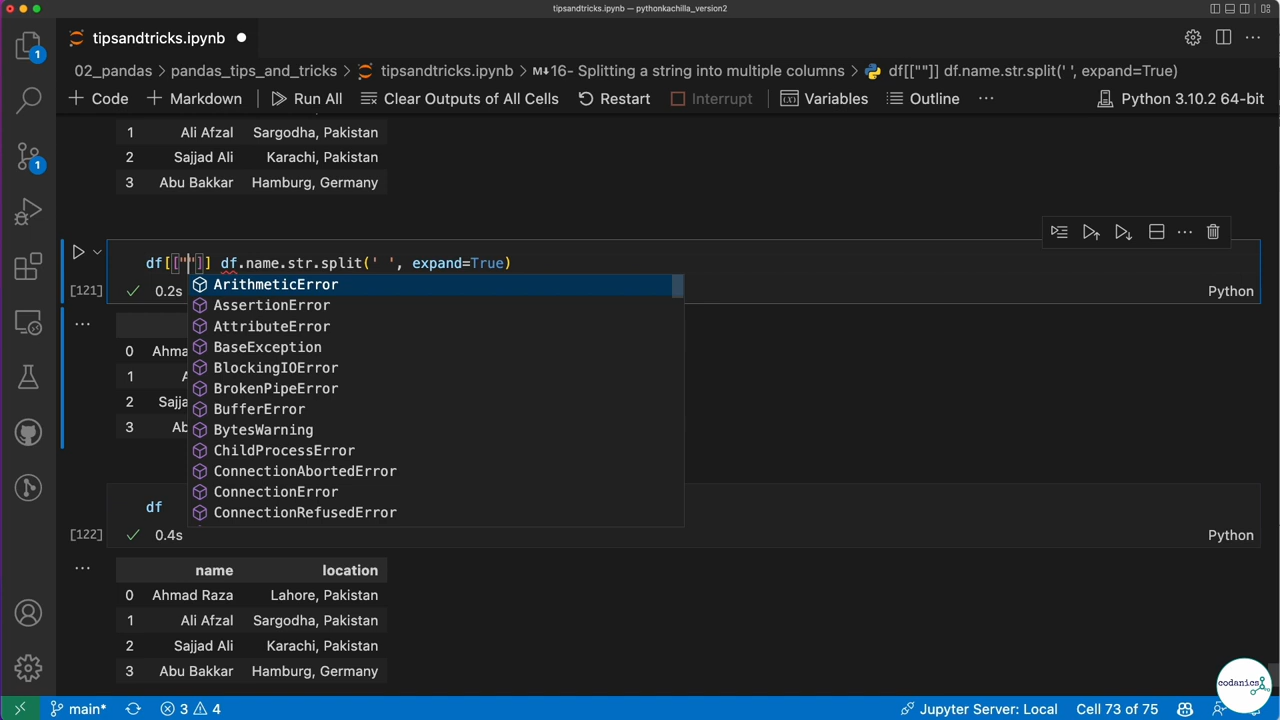 tipsandtricks.ipynb — pythonkachilla_version2
tipsandtricks.ipynb
02_pandas > pandas_tips_and_tricks > tipsandtricks.ipynb > M↓16- Splitting a string into multiple columns > df[[""]] df.name.str.split(' ', expand=True)
Code Markdown Run All Clear Outputs of All Cells Restart Interrupt Variables Outline ··· Python 3.10.2 64-bit
1 Ali Afzal Sargodha, Pakistan
2 Sajjad Ali Karachi, Pakistan
3 Abu Bakkar Hamburg, Germany
df[[""]] df.name.str.split(' ', expand=True)
[121] 0.2s Python
ArithmeticError
AssertionError
AttributeError
BaseException
BlockingIOError
BrokenPipeError
BufferError
BytesWarning
ChildProcessError
ConnectionAbortedError
ConnectionError
ConnectionRefusedError
0 Ahma
1 A
2 Sajja
3 Ab
df
[122] 0.4s Python
name location
0 Ahmad Raza Lahore, Pakistan
1 Ali Afzal Sargodha, Pakistan
2 Sajjad Ali Karachi, Pakistan
3 Abu Bakkar Hamburg, Germany
codanics
main* 3 4 Jupyter Server: Local Cell 73 of 75
1
1